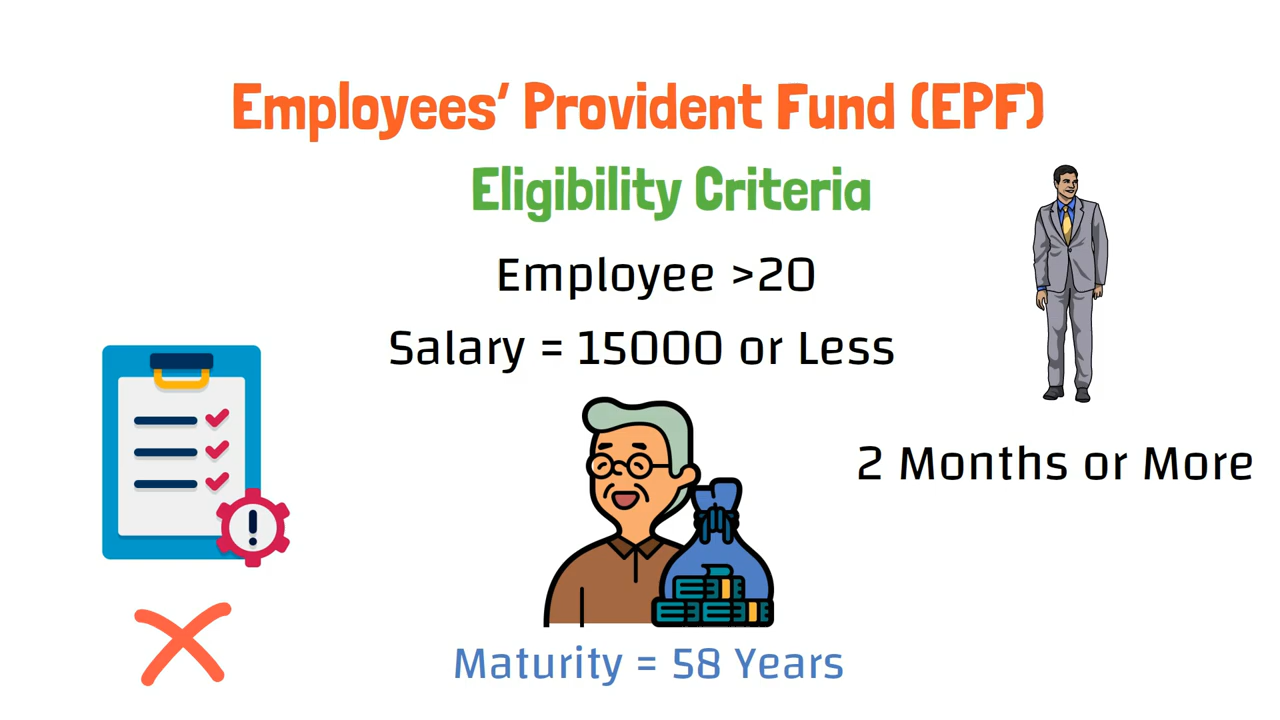 Employees’ Provident Fund (EPF)
Eligibility Criteria
Employee >20
Salary = 15000 or Less
2 Months or More
Maturity = 58 Years